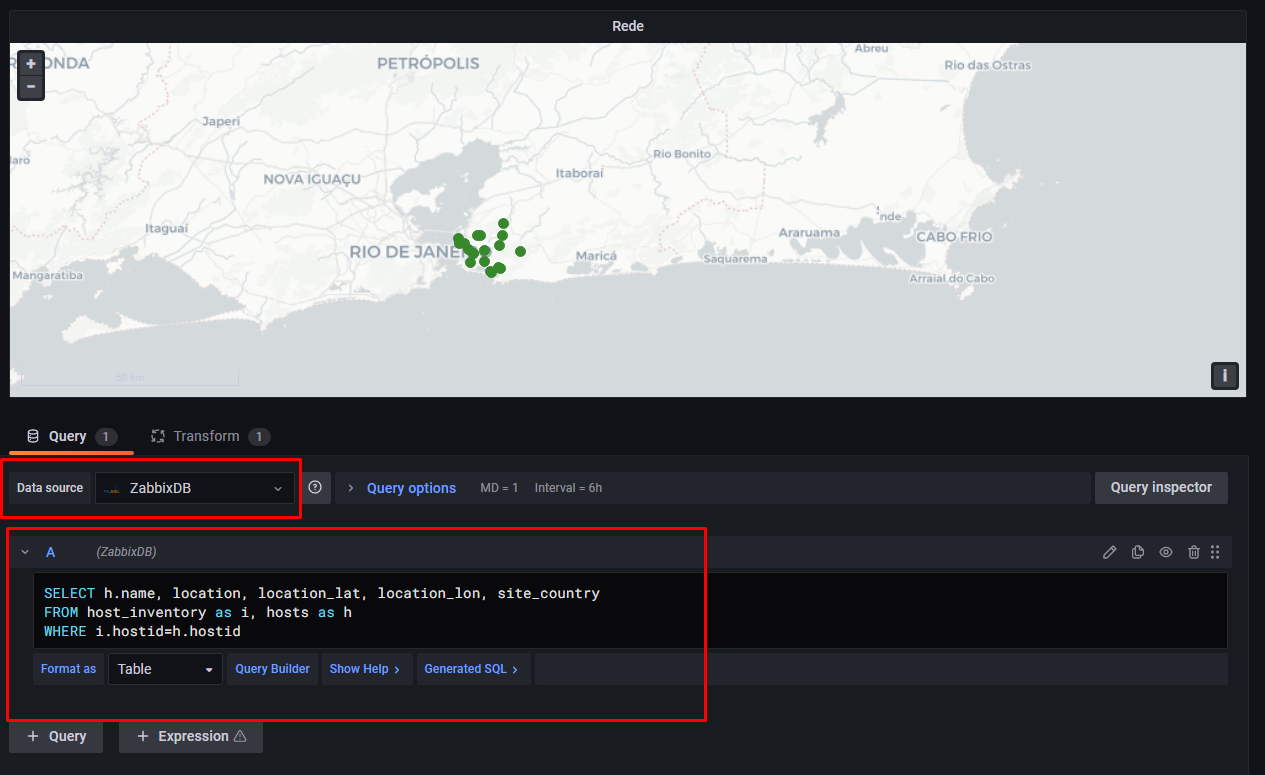 Rede
+
−
ONDA
PETRÓPOLIS
Abreu
Rio das Ostras
Japeri
laro
Rio Bonito
Itaboraí
NOVA IGUAÇU
Itaguaí
nde
Araruama
CABO FRIO
RIO DE JANE
Maricá
Saquarema
Mangaratiba
Arraial do Cabo
50 km
i
Query 1 Transform 1
Data source ZabbixDB ? > Query options MD = 1 Interval = 6h Query inspector
A (ZabbixDB)
SELECT h.name, location, location_lat, location_lon, site_country
FROM host_inventory as i, hosts as h
WHERE i.hostid=h.hostid
Format as Table Query Builder Show Help > Generated SQL >
+ Query + Expression